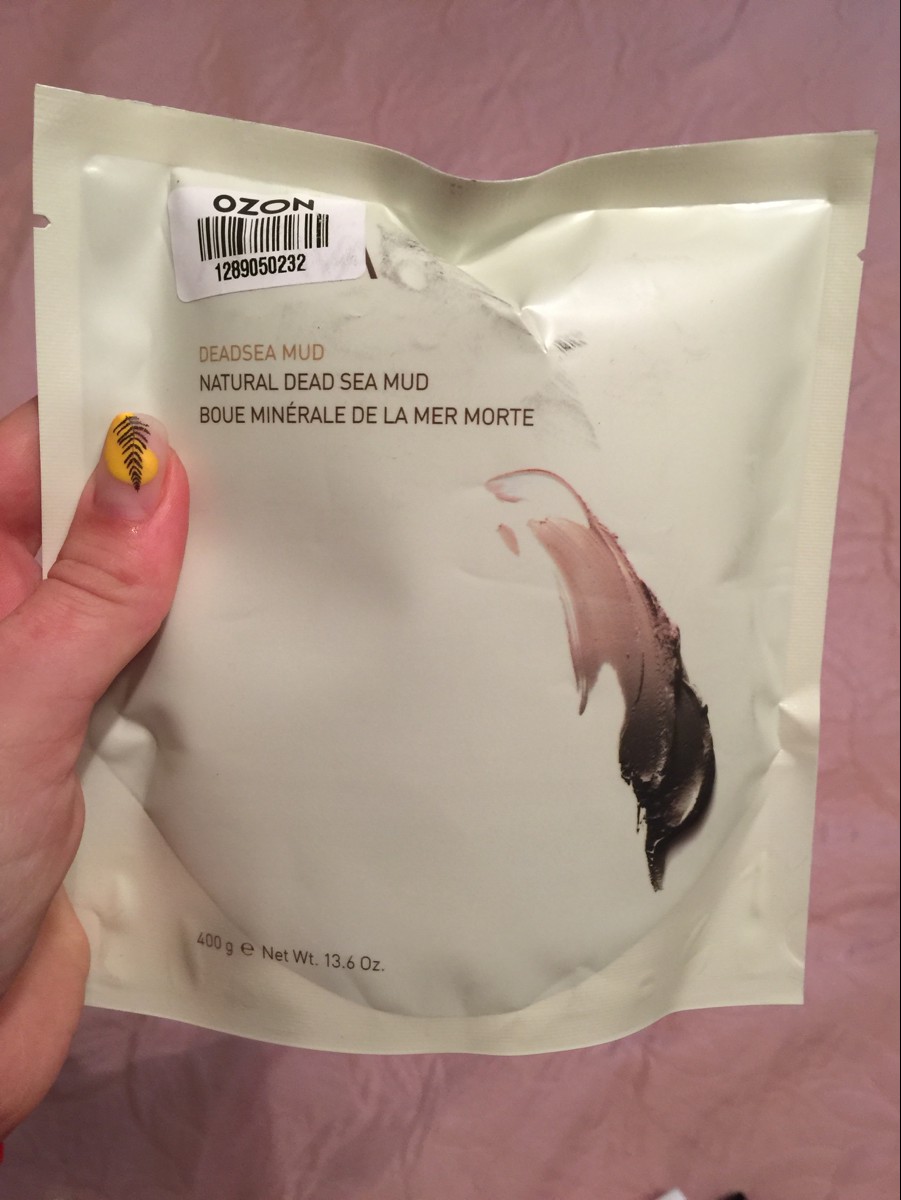 OZON
1289050232
DEADSEA MUD
NATURAL DEAD SEA MUD
BOUE MINÉRALE DE LA MER MORTE
400 g e Net Wt. 13.6 Oz.